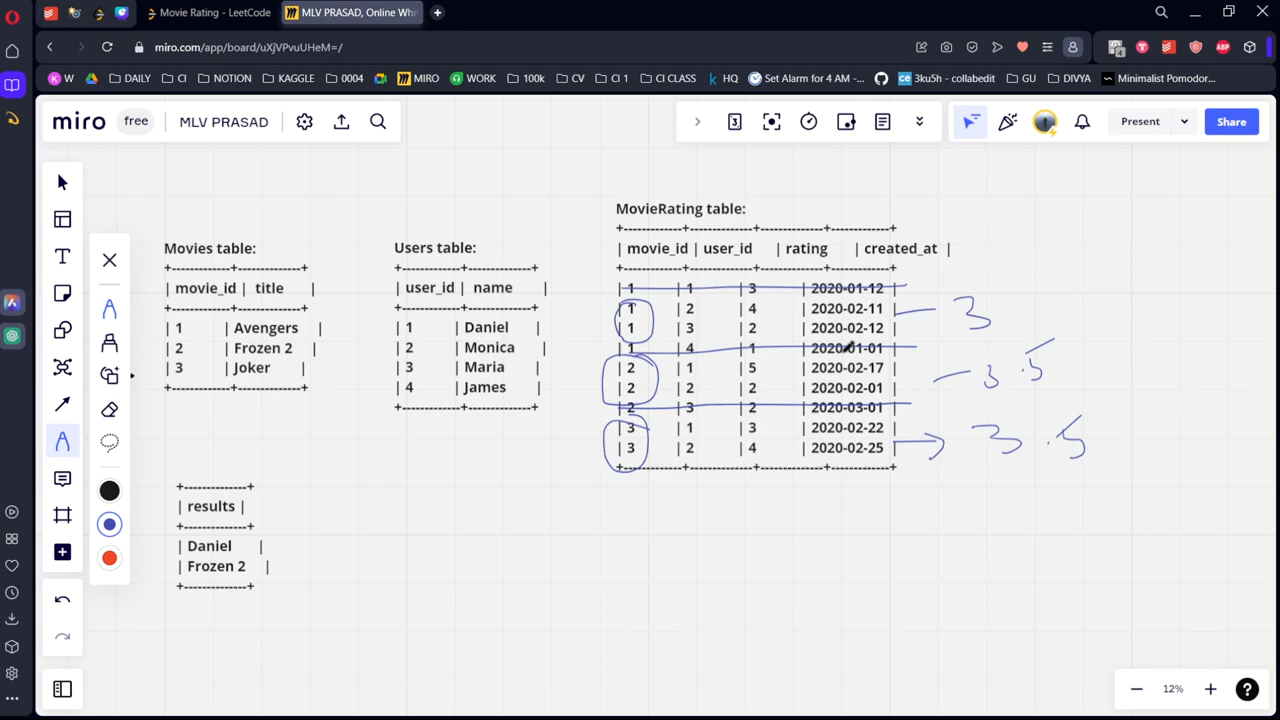 Movie Rating - LeetCode
MLV PRASAD, Online Whi
miro.com/app/board/uXjVPvuUHeM=/
K W
DAILY
CI
NOTION
KAGGLE
0004
MIRO
WORK
100k
CV
CI 1
CI CLASS
HQ
Set Alarm for 4 AM -...
3ku5h - collabedit
GU
DIVYA
Minimalist Pomodor...
miro
free
MLV PRASAD
Present
Share
Movies table:
+-------------+--------------+
| movie_id | title |
+-------------+--------------+
| 1 | Avengers |
| 2 | Frozen 2 |
| 3 | Joker |
+-------------+--------------+
Users table:
+-------------+--------------+
| user_id | name |
+-------------+--------------+
| 1 | Daniel |
| 2 | Monica |
| 3 | Maria |
| 4 | James |
+-------------+--------------+
MovieRating table:
+-------------+--------------+--------------+-------------+
| movie_id | user_id | rating | created_at |
+-------------+--------------+--------------+-------------+
| 1 | 1 | 3 | 2020-01-12 |
| 1 | 2 | 4 | 2020-02-11 | 3
| 1 | 3 | 2 | 2020-02-12 |
| 1 | 4 | 1 | 2020-01-01 |
| 2 | 1 | 5 | 2020-02-17 | 3.5
| 2 | 2 | 2 | 2020-02-01 |
| 2 | 3 | 2 | 2020-03-01 |
| 3 | 1 | 3 | 2020-02-22 |
| 3 | 2 | 4 | 2020-02-25 | 3.5
+-------------+--------------+--------------+-------------+
+--------------+
| results |
+--------------+
| Daniel |
| Frozen 2 |
+--------------+
12%